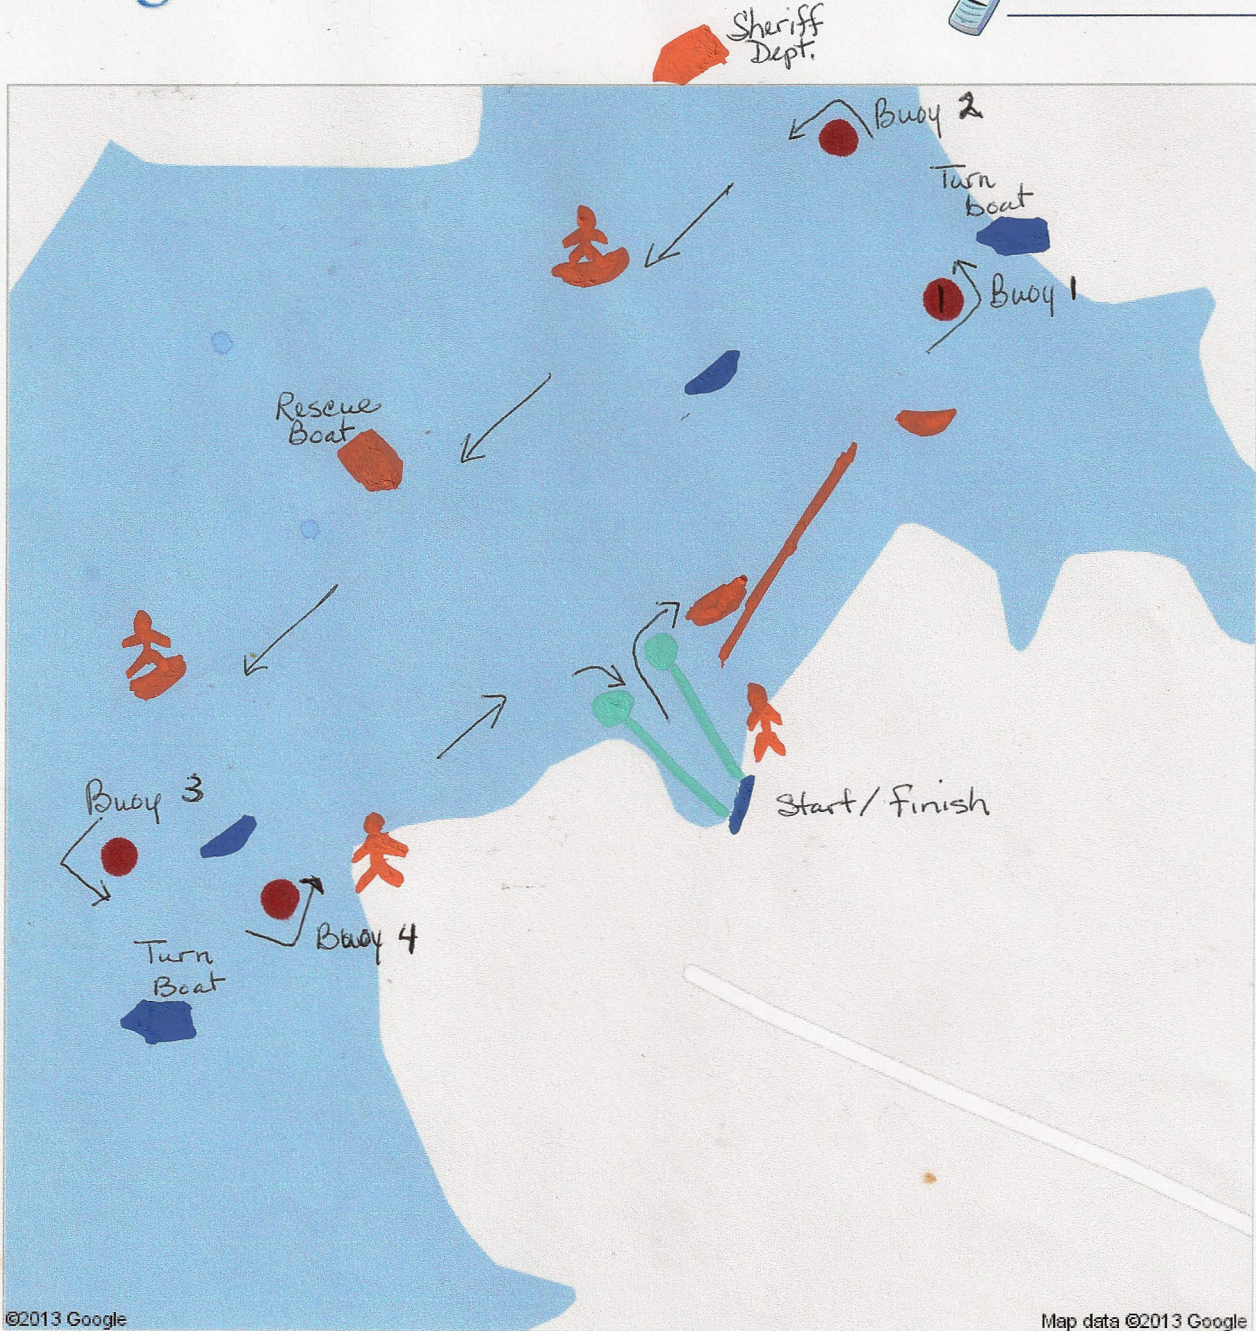 Sheriff
Dept.
Buoy 2
Turn
boat
1
Buoy 1
Rescue
Boat
Buoy 3
Start/finish
Buoy 4
Turn
Boat
©2013 Google
Map data ©2013 Google